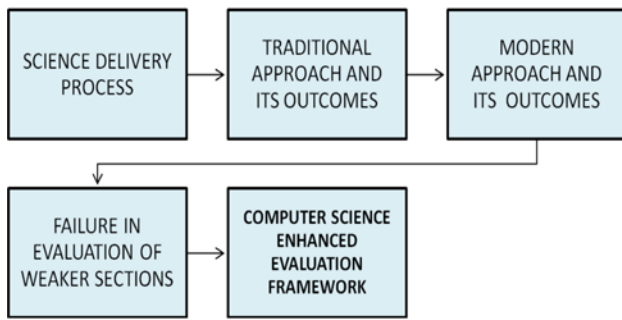 SCIENCE DELIVERY
PROCESS
TRADITIONAL
APPROACH AND
ITS OUTCOMES
MODERN
APPROACH AND
ITS OUTCOMES
FAILURE IN
EVALUATION OF
WEAKER SECTIONS
COMPUTER SCIENCE
ENHANCED
EVALUATION
FRAMEWORK